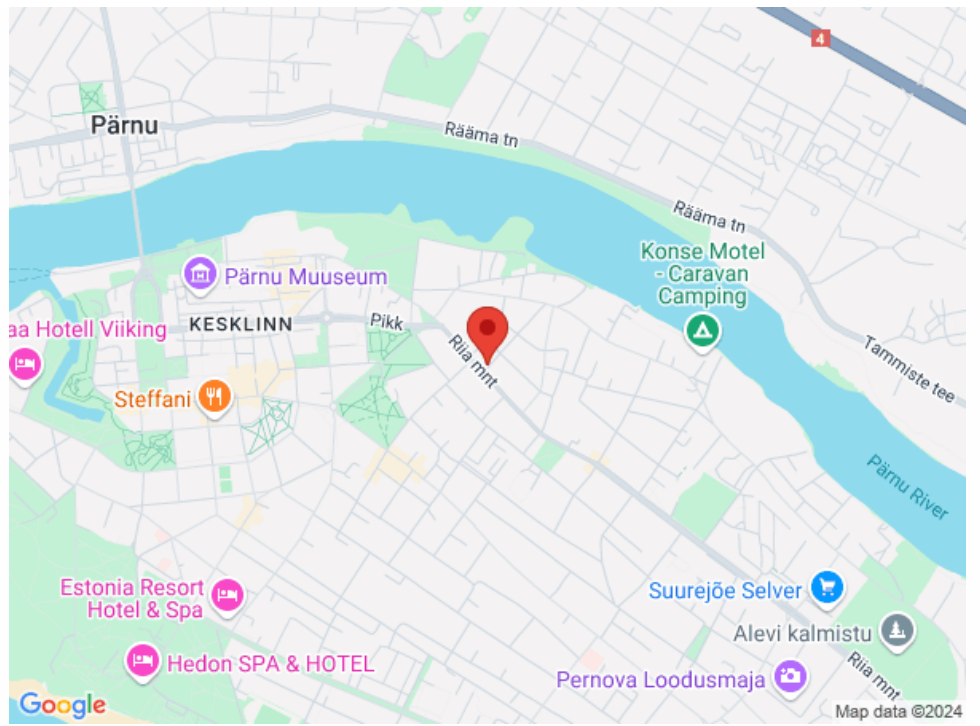 4
Pärnu
Rääma tn
Rääma tn
Konse Motel
- Caravan
Camping
Pärnu Muuseum
KESKLINN
Pikk
aa Hotell Viiking
Riia mnt
Tammiste tee
Steffani
Pärnu River
Estonia Resort
Hotel & Spa
Suurejõe Selver
Alevi kalmistu
Hedon SPA & HOTEL
Pernova Loodusmaja
Riia mnt
Google
Map data ©2024